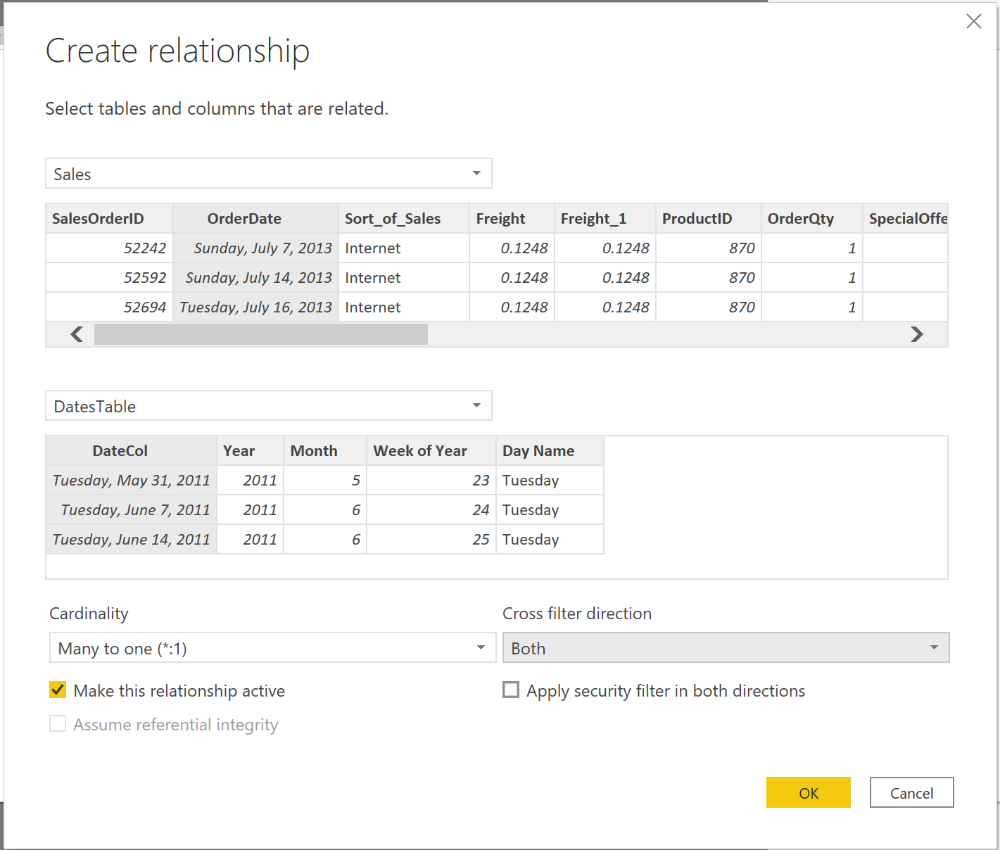 Create relationship
Select tables and columns that are related.
Sales
SalesOrderID OrderDate Sort_of_Sales Freight Freight_1 ProductID OrderQty SpecialOffe
52242 Sunday, July 7, 2013 Internet 0.1248 0.1248 870 1
52592 Sunday, July 14, 2013 Internet 0.1248 0.1248 870 1
52694 Tuesday, July 16, 2013 Internet 0.1248 0.1248 870 1
DatesTable
DateCol Year Month Week of Year Day Name
Tuesday, May 31, 2011 2011 5 23 Tuesday
Tuesday, June 7, 2011 2011 6 24 Tuesday
Tuesday, June 14, 2011 2011 6 25 Tuesday
Cardinality Cross filter direction
Many to one (*:1) Both
Make this relationship active Apply security filter in both directions
Assume referential integrity
OK Cancel